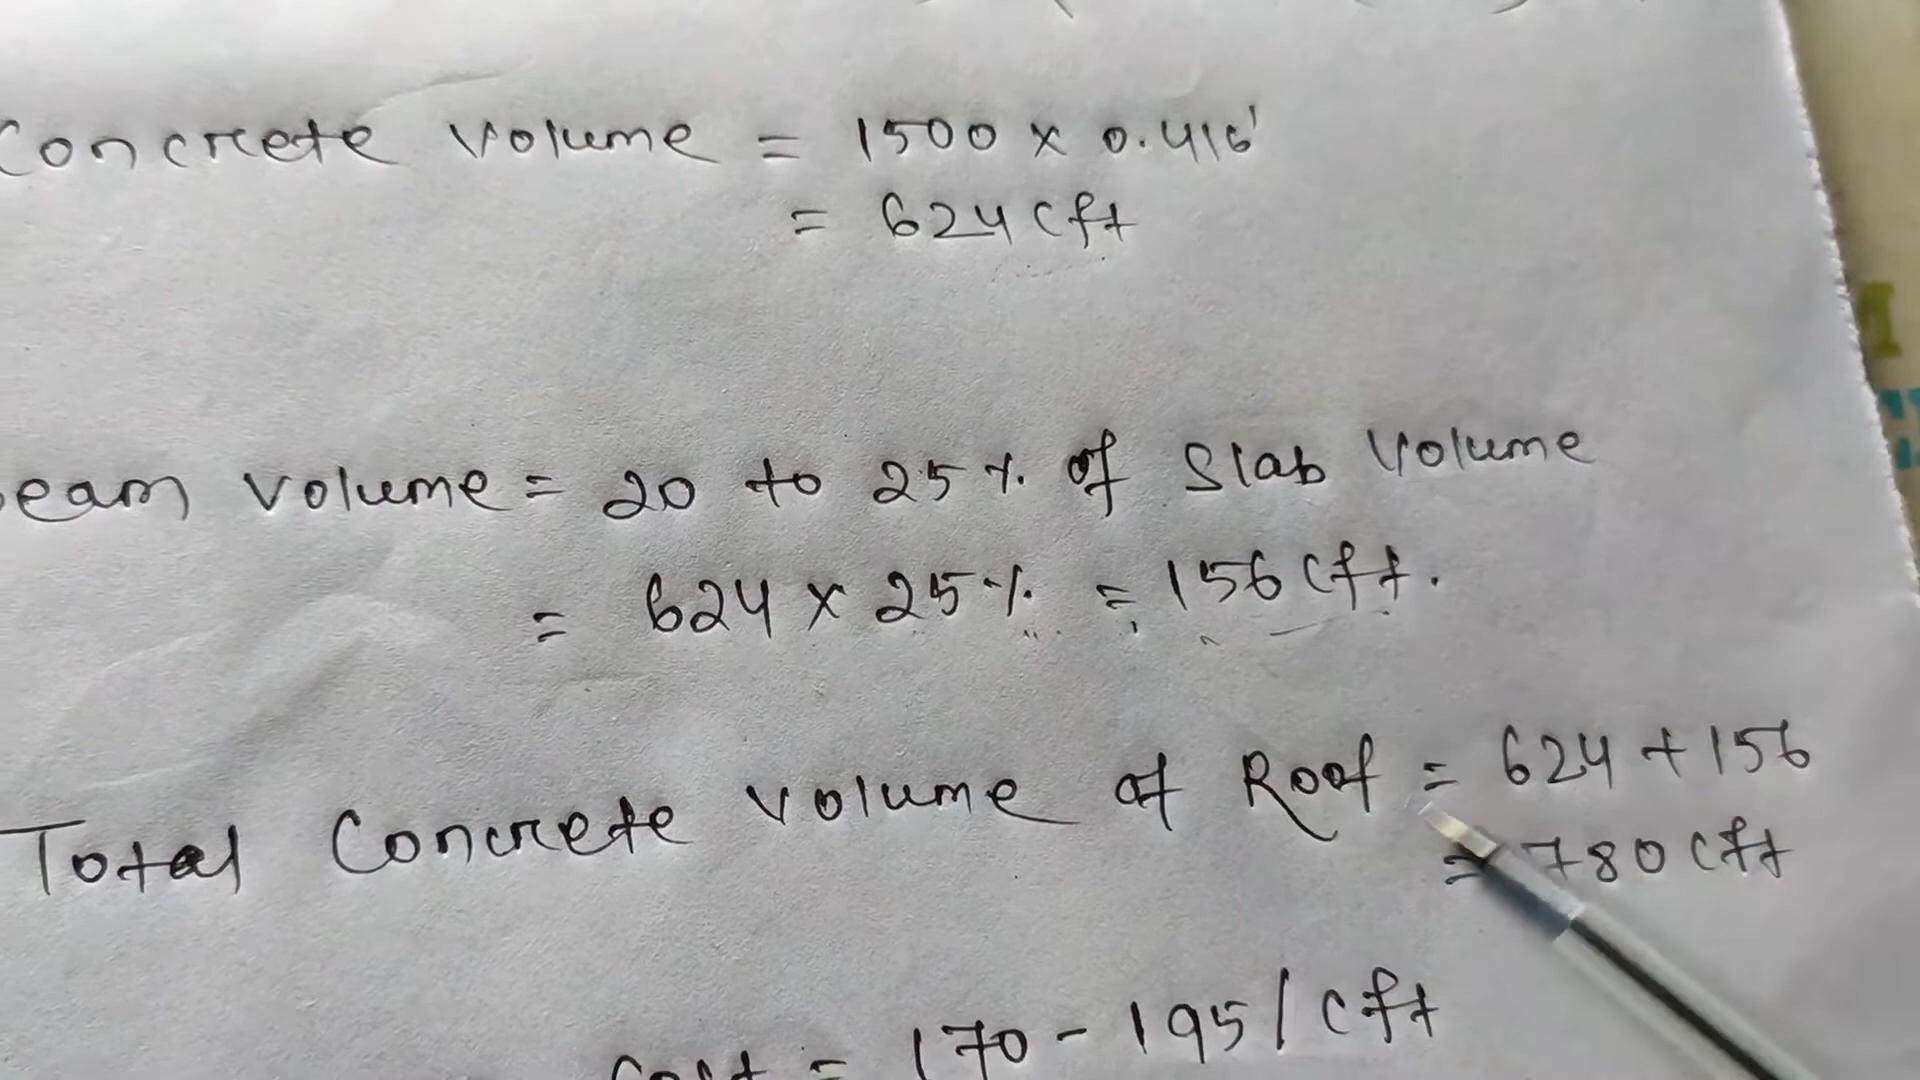 Concrete Volume = 1500 x 0.416'
= 624 cft
eam volume = 20 to 25% of Slab Volume
= 624 x 25% = 156 cft.
Total Concrete volume of Roof = 624 + 156
= 780 cft
Cost = 170 - 195 / cft